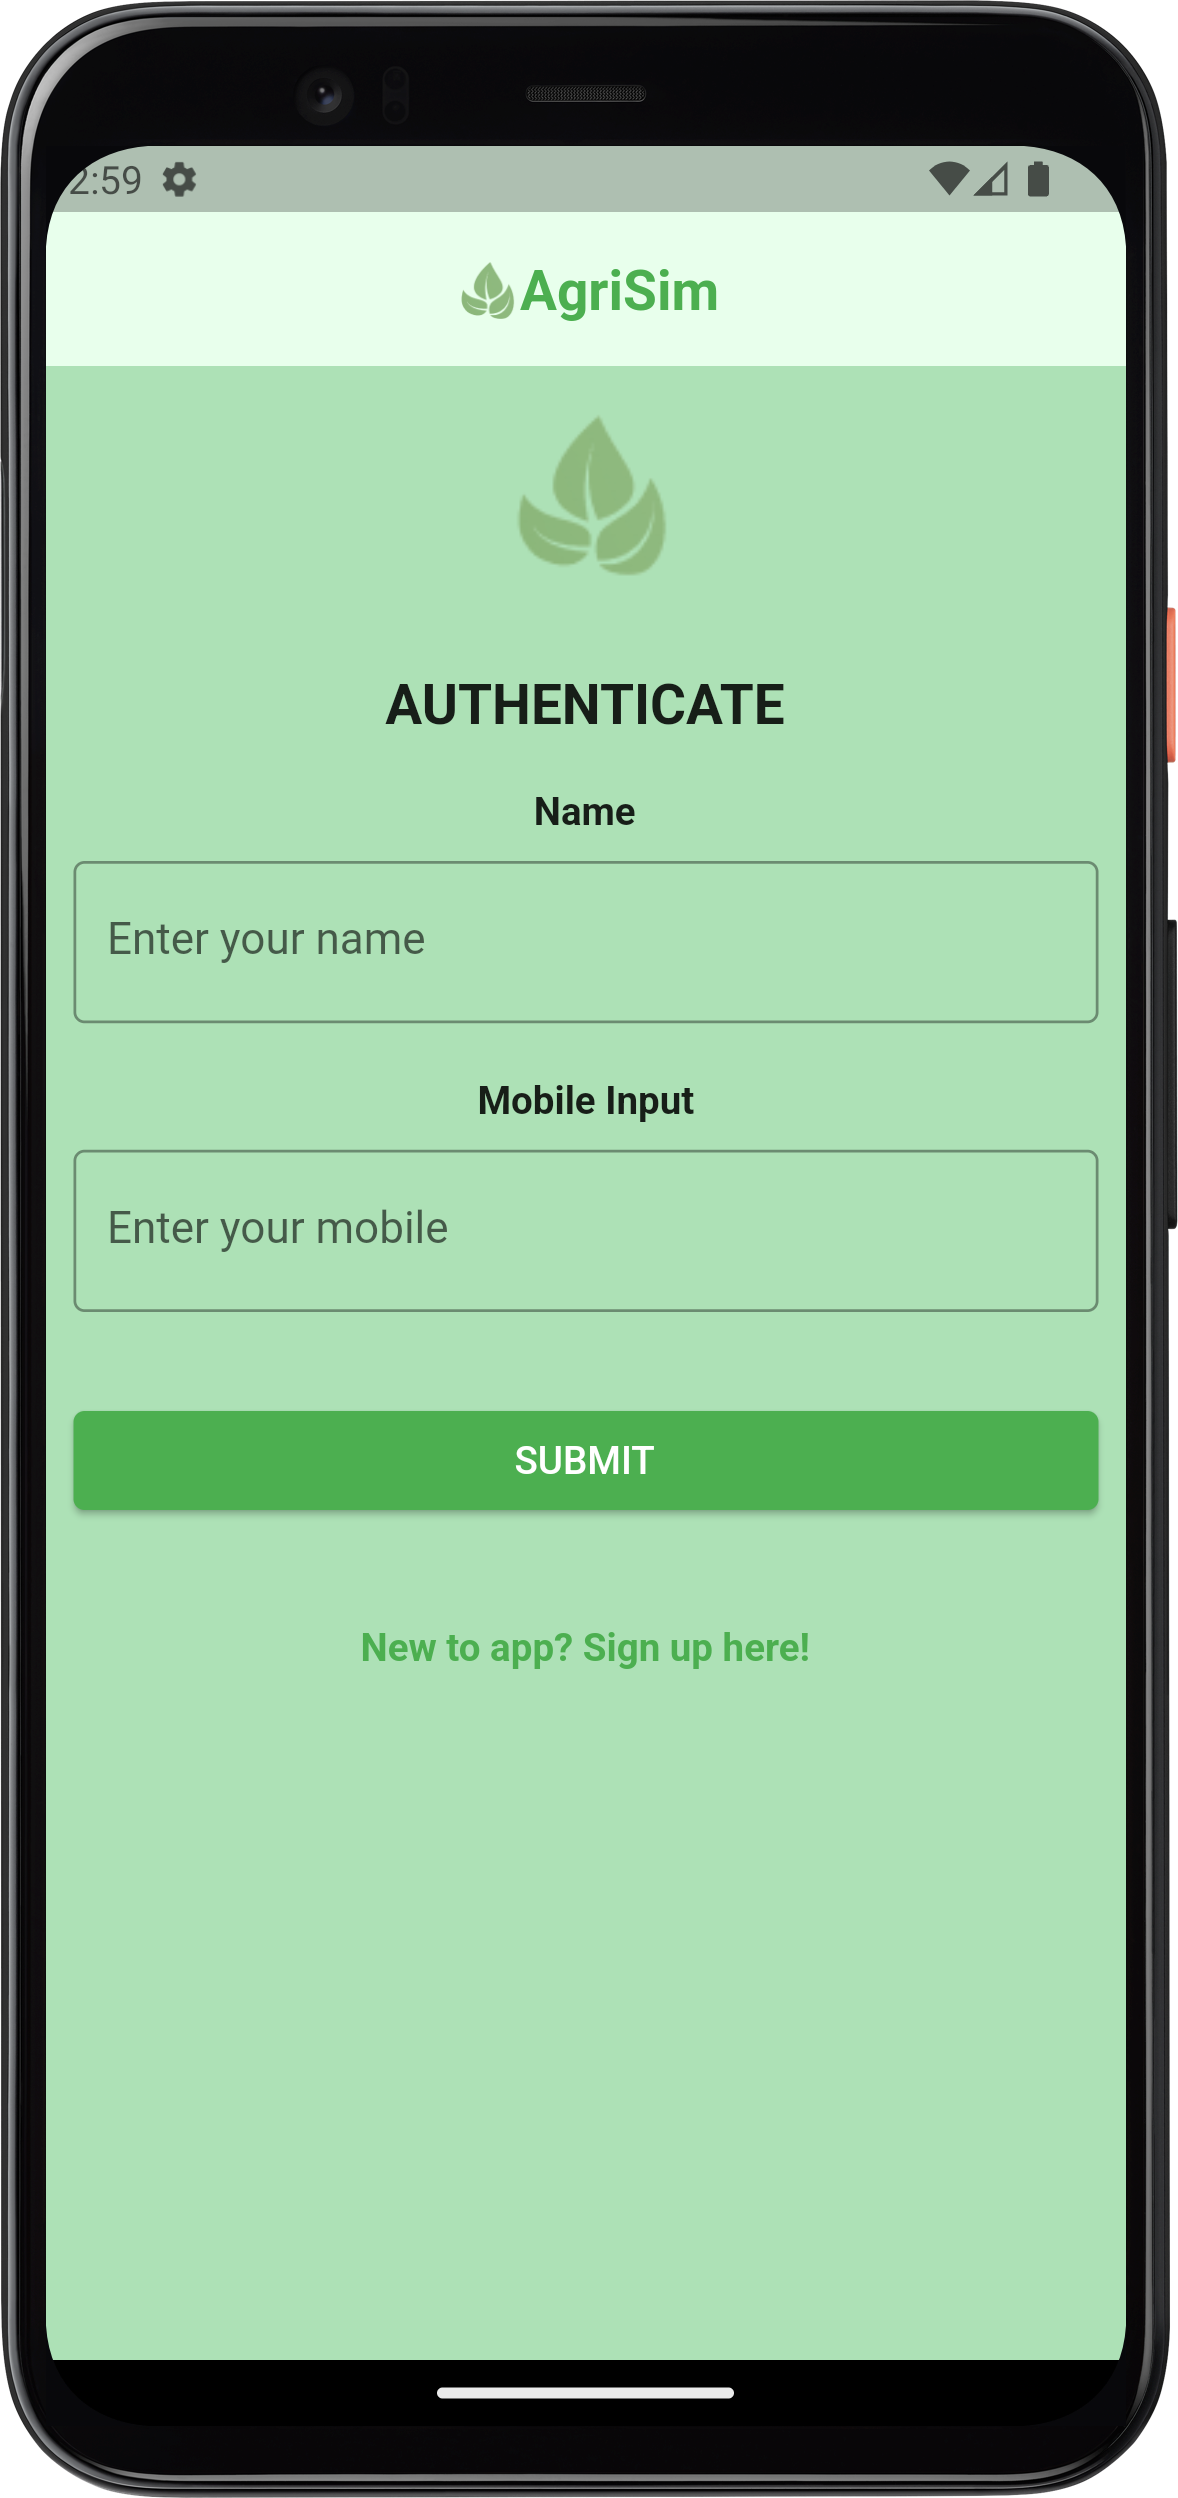 2:59
AgriSim
AUTHENTICATE
Name
Enter your name
Mobile Input
Enter your mobile
SUBMIT
New to app? Sign up here!